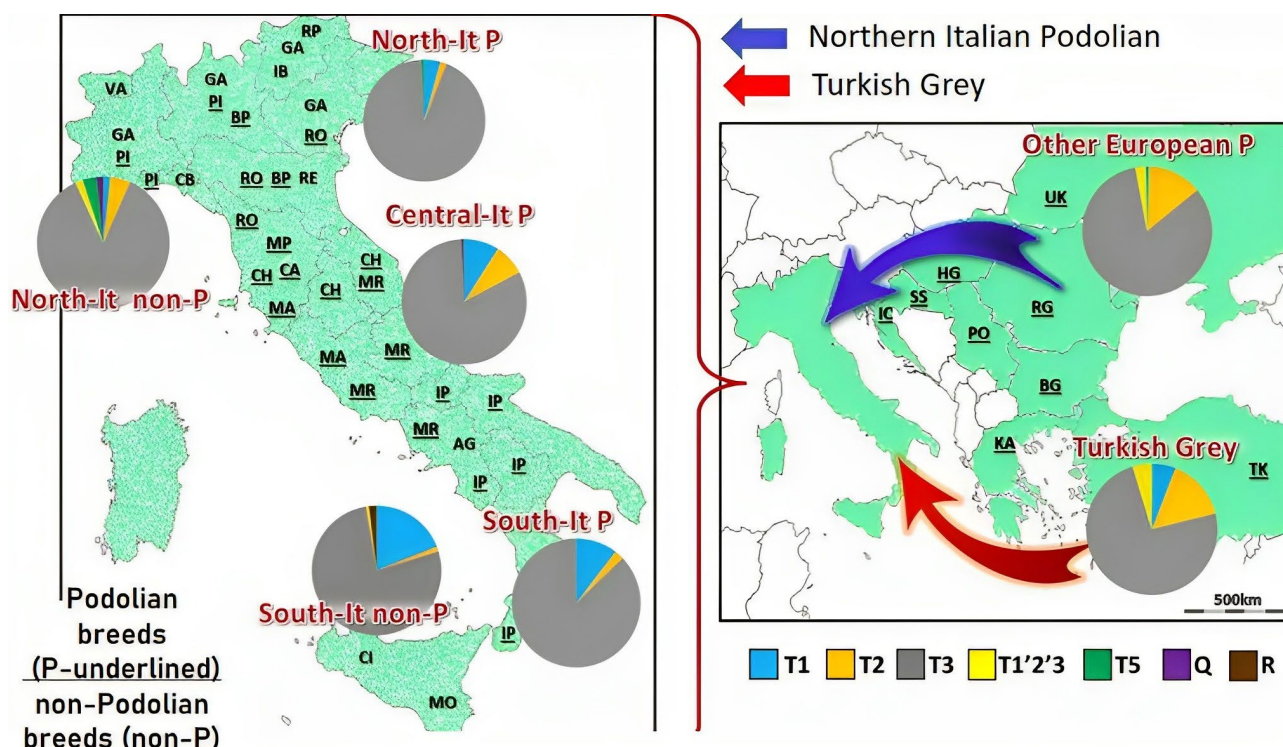 RP
GA
North-It P
IB
VA
GA
PI
BP
GA
GA
RO
PI
PI
CB
RO BP RE
RO
MP
Central-It P
CH
CH CA
MR
CH
North-It non-P
MA
MA
MR
MR
IP
IP
MR
AG
IP
IP
South-It P
South-It non-P
IP
CI
MO
Podolian
breeds
(P-underlined)
non-Podolian
breeds (non-P)
Northern Italian Podolian
Turkish Grey
Other European P
UK
HG
SS
IC
RG
PO
BG
KA
Turkish Grey
TK
500km
T1 T2 T3 T1'2'3 T5 Q R